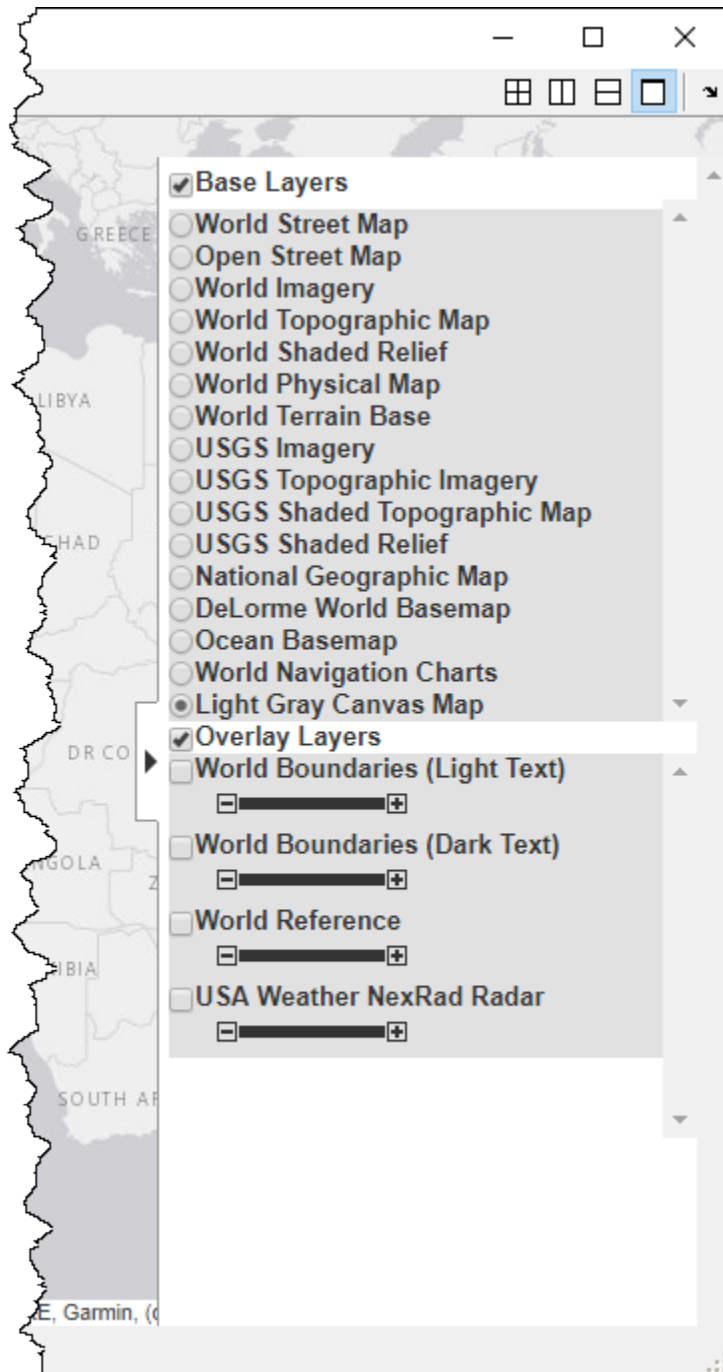 Base Layers
GREECE
World Street Map
Open Street Map
World Imagery
World Topographic Map
World Shaded Relief
World Physical Map
LIBYA
World Terrain Base
USGS Imagery
USGS Topographic Imagery
USGS Shaded Topographic Map
HAD
USGS Shaded Relief
National Geographic Map
DeLorme World Basemap
Ocean Basemap
World Navigation Charts
Light Gray Canvas Map
Overlay Layers
DR CO
World Boundaries (Light Text)
World Boundaries (Dark Text)
NGOLA
Z
World Reference
IBIA
USA Weather NexRad Radar
SOUTH AF
E, Garmin, (c